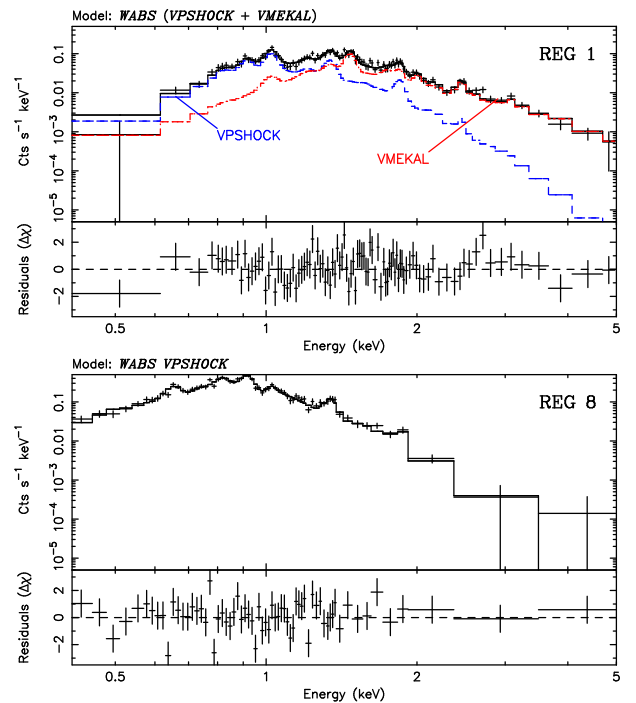 Model: WABS (VPSHOCK + VMEKAL)
REG 1
VPSHOCK
VMEKAL
Cts s⁻¹ keV⁻¹
0.1
0.01
10⁻³
10⁻⁴
10⁻⁵
Residuals (Δχ)
2
0
−2
0.5 1 2 5
Energy (keV)
Model: WABS VPSHOCK
REG 8
Cts s⁻¹ keV⁻¹
0.1
0.01
10⁻³
10⁻⁴
10⁻⁵
Residuals (Δχ)
2
0
−2
0.5 1 2 5
Energy (keV)